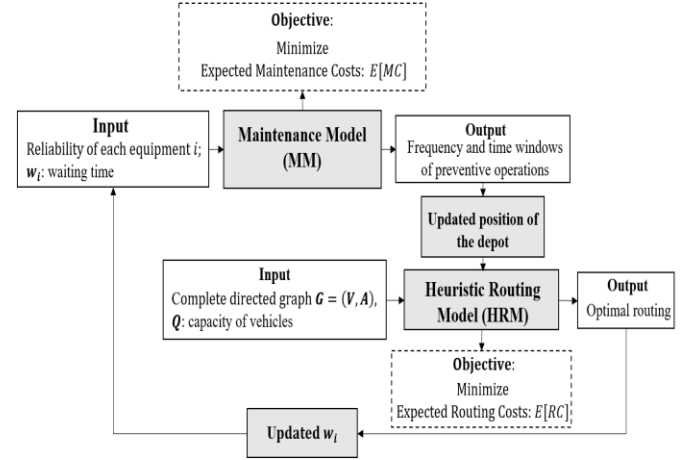 Objective:
Minimize
Expected Maintenance Costs: E[MC]
Input
Reliability of each equipment i;
w_i: waiting time
Maintenance Model
(MM)
Output
Frequency and time windows
of preventive operations
Updated position of
the depot
Input
Complete directed graph G = (V, A),
Q: capacity of vehicles
Heuristic Routing
Model (HRM)
Output
Optimal routing
Objective:
Minimize
Expected Routing Costs: E[RC]
Updated w_i